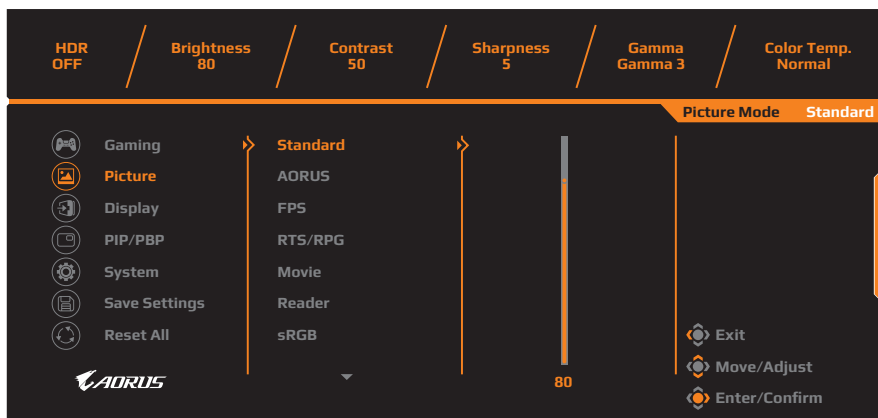 HDR Brightness Contrast Sharpness Gamma Color Temp.
OFF 80 50 5 Gamma 3 Normal
Picture Mode Standard
Gaming Standard
Picture AORUS
Display FPS
PIP/PBP RTS/RPG
System Movie
Save Settings Reader
Reset All sRGB
Exit
Move/Adjust
AORUS 80
Enter/Confirm